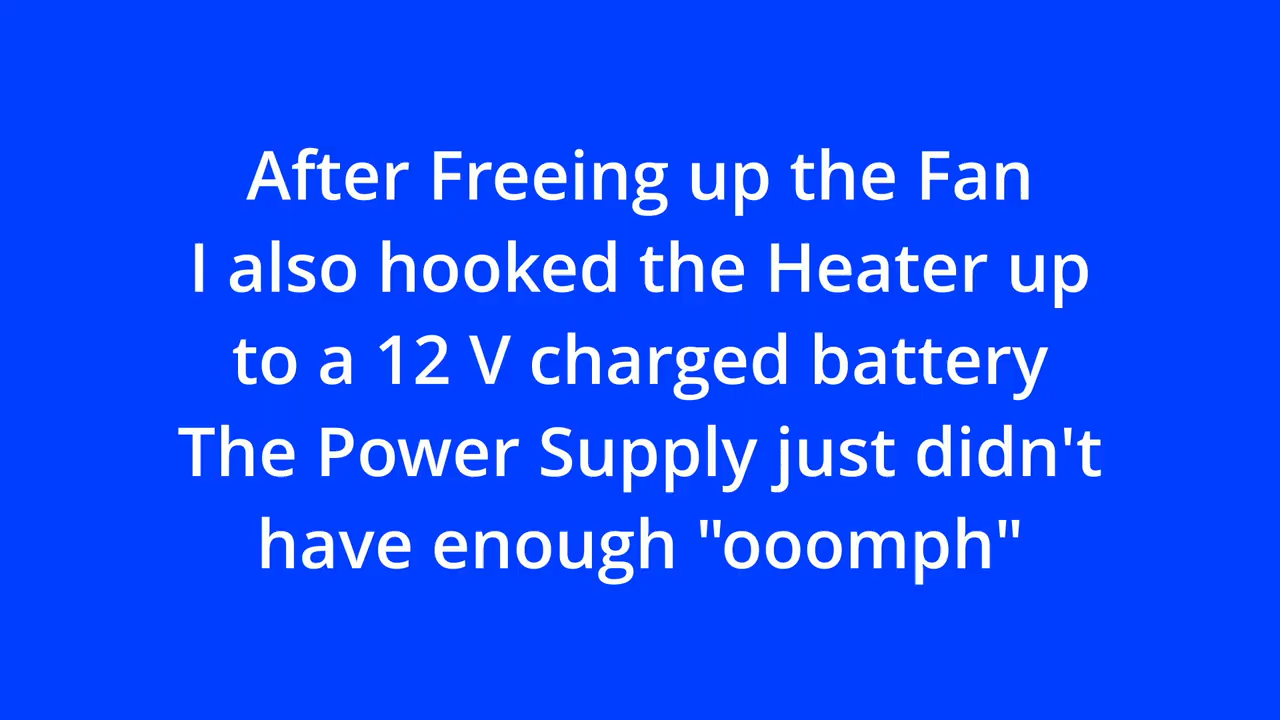 After Freeing up the Fan
I also hooked the Heater up
to a 12 V charged battery
The Power Supply just didn't
have enough "ooomph"